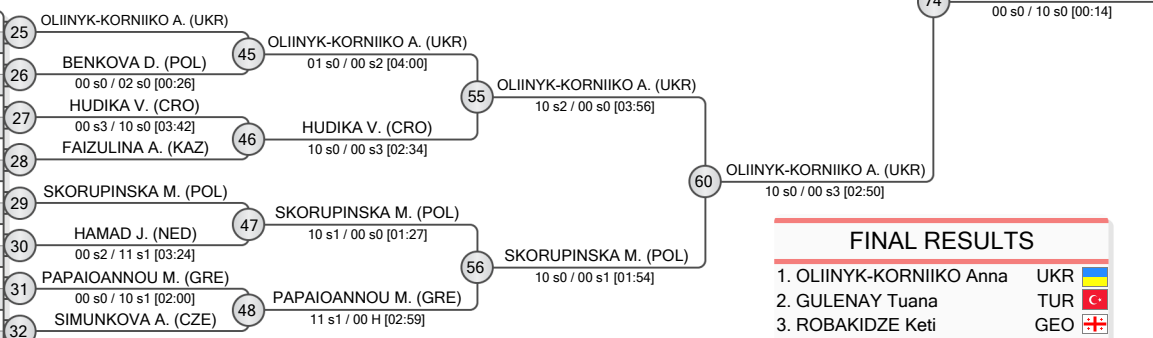 74
00 s0 / 10 s0 [00:14]
25
OLIINYK-KORNIIKO A. (UKR)
45
OLIINYK-KORNIIKO A. (UKR)
01 s0 / 00 s2 [04:00]
26
BENKOVA D. (POL)
00 s0 / 02 s0 [00:26]
55
OLIINYK-KORNIIKO A. (UKR)
10 s2 / 00 s0 [03:56]
27
HUDIKA V. (CRO)
00 s3 / 10 s0 [03:42]
46
HUDIKA V. (CRO)
10 s0 / 00 s3 [02:34]
28
FAIZULINA A. (KAZ)
60
OLIINYK-KORNIIKO A. (UKR)
10 s0 / 00 s3 [02:50]
29
SKORUPINSKA M. (POL)
47
SKORUPINSKA M. (POL)
10 s1 / 00 s0 [01:27]
30
HAMAD J. (NED)
00 s2 / 11 s1 [03:24]
56
SKORUPINSKA M. (POL)
10 s0 / 00 s1 [01:54]
31
PAPAIOANNOU M. (GRE)
00 s0 / 10 s1 [02:00]
48
PAPAIOANNOU M. (GRE)
11 s1 / 00 H [02:59]
32
SIMUNKOVA A. (CZE)
FINAL RESULTS
1. OLIINYK-KORNIIKO Anna UKR
2. GULENAY Tuana TUR
3. ROBAKIDZE Keti GEO